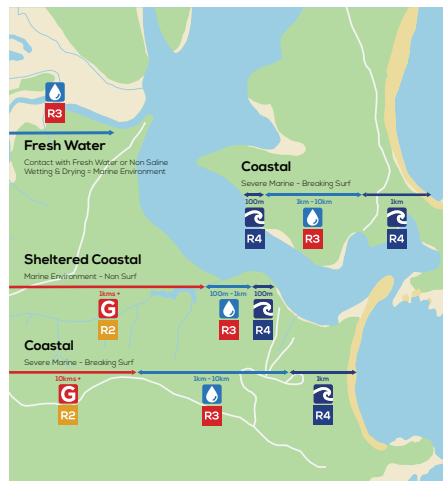 R3
Fresh Water
Contact with Fresh Water or Non Saline
Wetting & Drying = Marine Environment
Coastal
Severe Marine - Breaking Surf
100m
1km -10km
1km
R4
R3
R4
Sheltered Coastal
Marine Environment - Non Surf
1kms +
100m -1km
100m
G
R2
R3
R4
Coastal
Severe Marine - Breaking Surf
10kms +
1km -10km
1km
G
R2
R3
R4